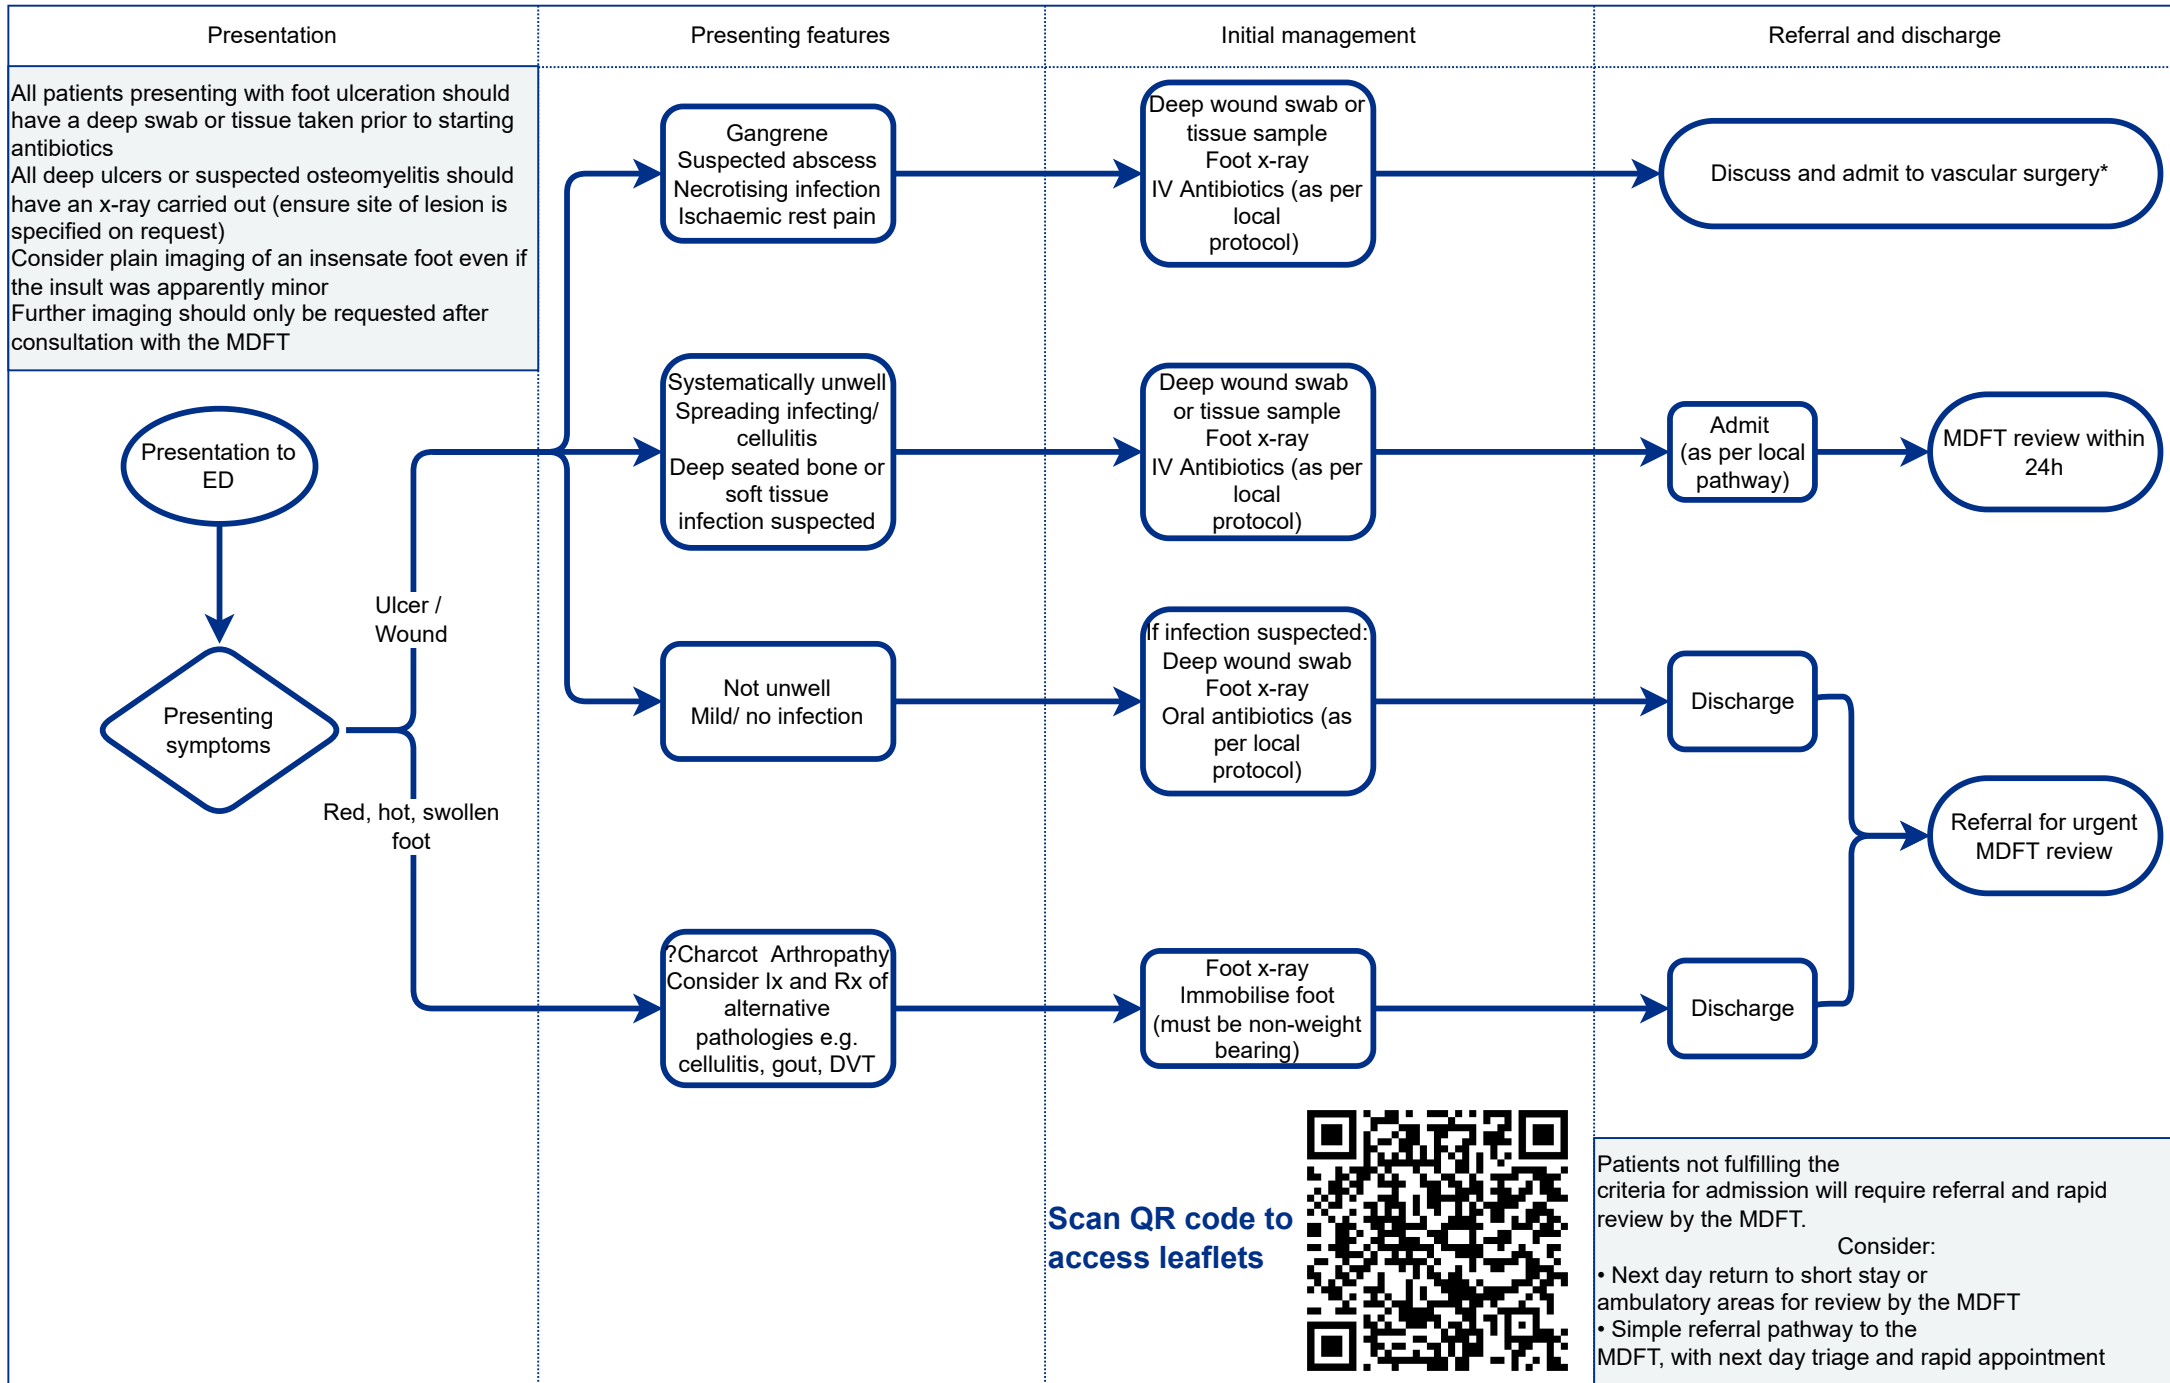 Presentation
Presenting features
Initial management
Referral and discharge
All patients presenting with foot ulceration should
have a deep swab or tissue taken prior to starting
antibiotics
All deep ulcers or suspected osteomyelitis should
have an x-ray carried out (ensure site of lesion is
specified on request)
Consider plain imaging of an insensate foot even if
the insult was apparently minor
Further imaging should only be requested after
consultation with the MDFT
Presentation to
ED
Presenting
symptoms
Ulcer /
Wound
Red, hot, swollen
foot
Gangrene
Suspected abscess
Necrotising infection
Ischaemic rest pain
Deep wound swab or
tissue sample
Foot x-ray
IV Antibiotics (as per
local
protocol)
Discuss and admit to vascular surgery*
Systematically unwell
Spreading infecting/
cellulitis
Deep seated bone or
soft tissue
infection suspected
Deep wound swab
or tissue sample
Foot x-ray
IV Antibiotics (as per
local
protocol)
Admit
(as per local
pathway)
MDFT review within
24h
Not unwell
Mild/ no infection
If infection suspected:
Deep wound swab
Foot x-ray
Oral antibiotics (as
per local
protocol)
Discharge
Referral for urgent
MDFT review
?Charcot  Arthropathy
Consider Ix and Rx of
alternative
pathologies e.g.
cellulitis, gout, DVT
Foot x-ray
Immobilise foot
(must be non-weight
bearing)
Discharge
Scan QR code to
access leaflets
Patients not fulfilling the
criteria for admission will require referral and rapid
review by the MDFT.
Consider:
• Next day return to short stay or
ambulatory areas for review by the MDFT
• Simple referral pathway to the
MDFT, with next day triage and rapid appointment